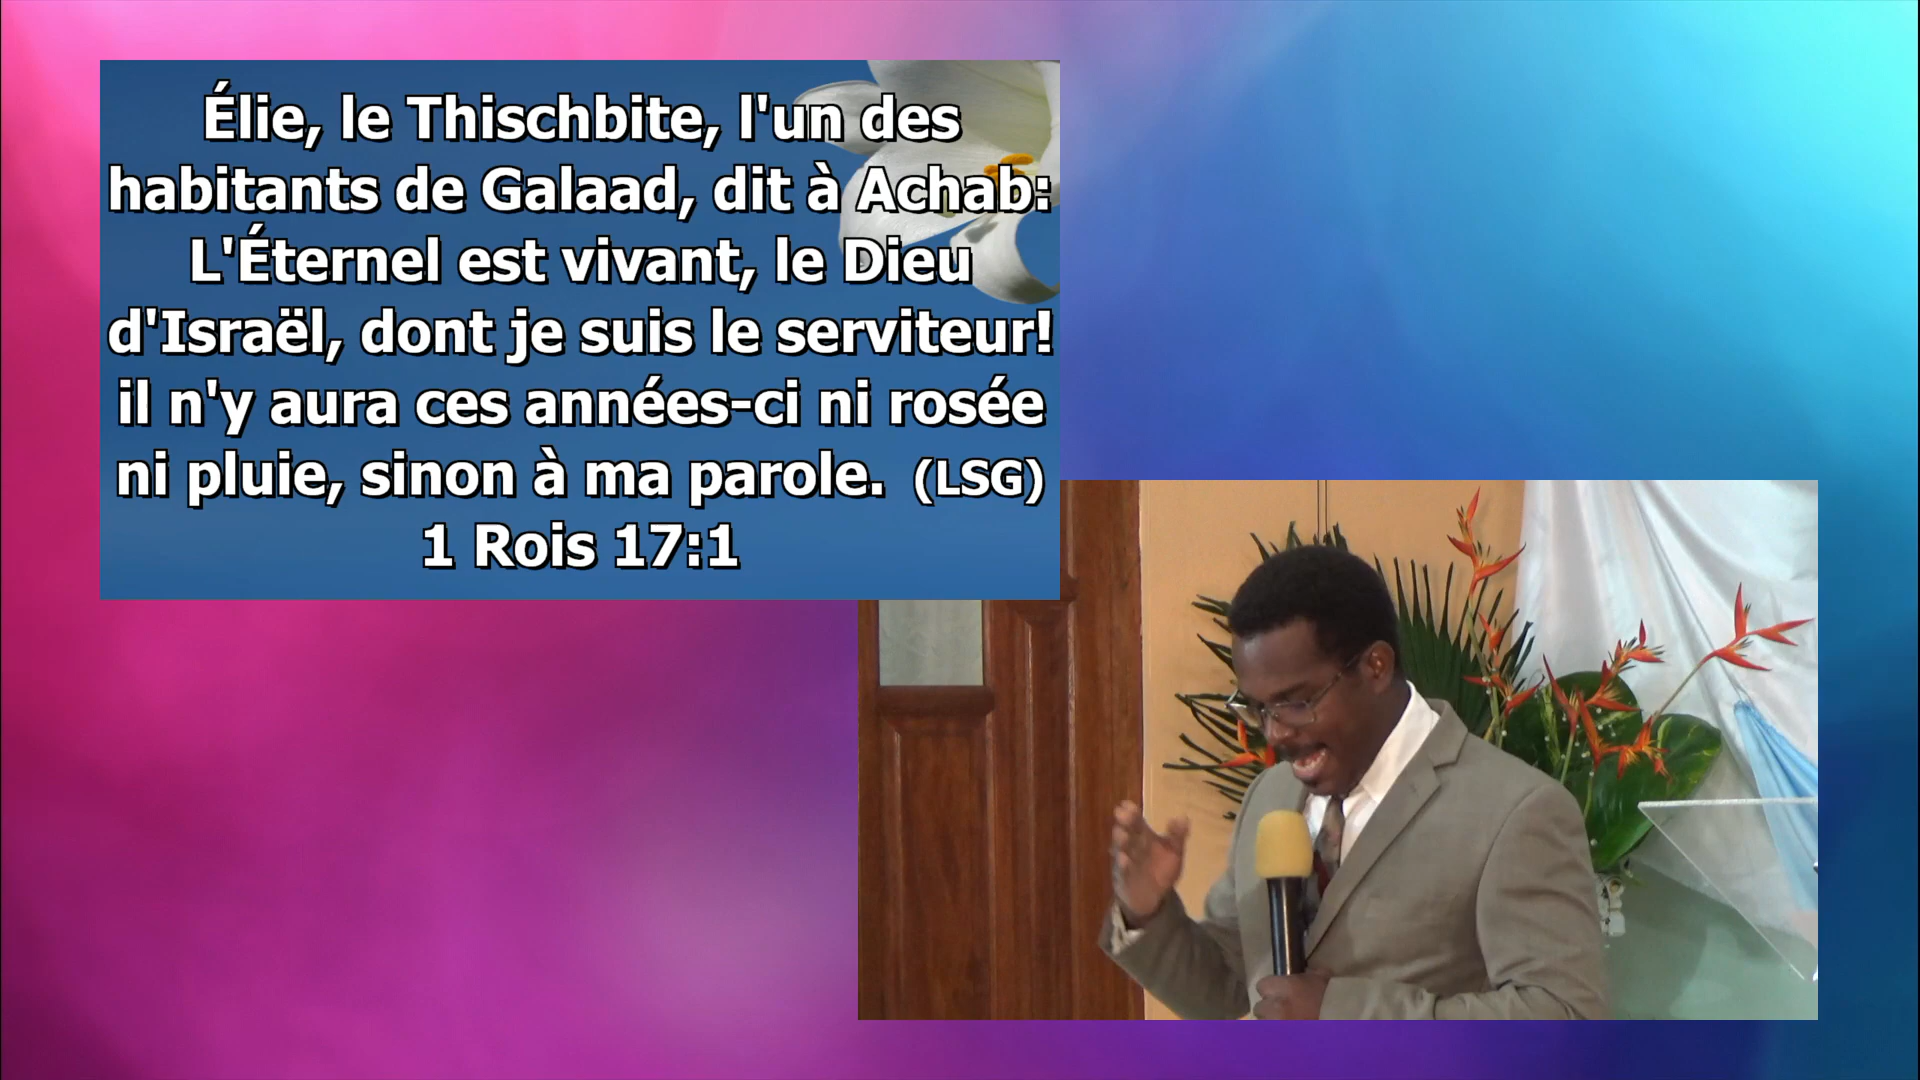 Élie, le Thischbite, l'un des
habitants de Galaad, dit à Achab:
L'Éternel est vivant, le Dieu
d'Israël, dont je suis le serviteur!
il n'y aura ces années-ci ni rosée
ni pluie, sinon à ma parole. (LSG)
1 Rois 17:1